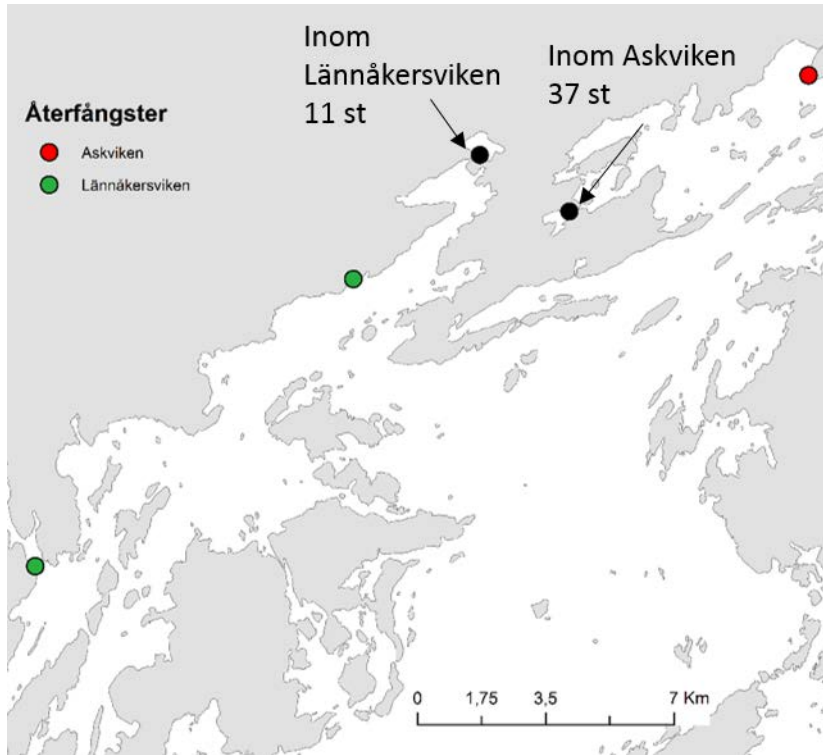 Inom
Lännåkersviken
11 st
Inom Askviken
37 st
Återfångster
Askviken
Lännåkersviken
0 1,75 3,5 7 Km